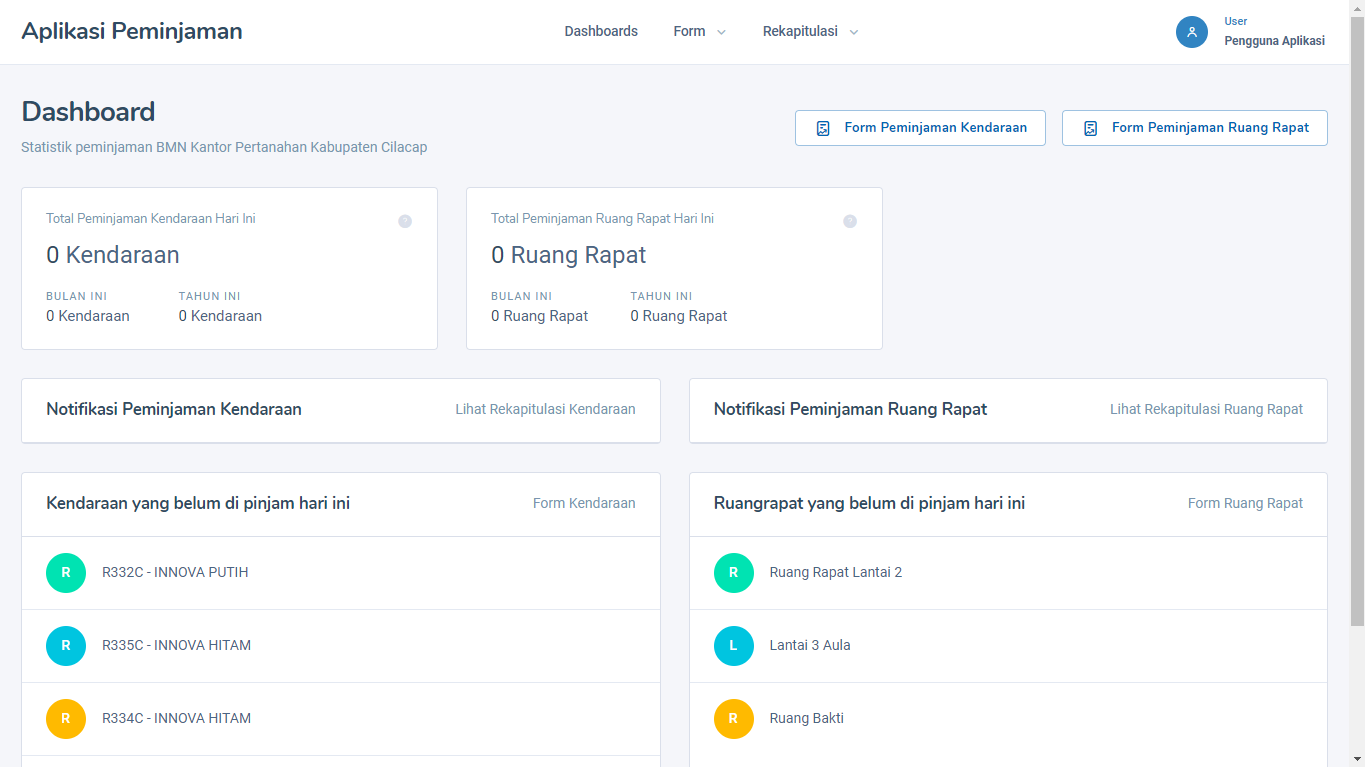 Aplikasi Peminjaman
Dashboards
Form
Rekapitulasi
User
Pengguna Aplikasi
Dashboard
Statistik peminjaman BMN Kantor Pertanahan Kabupaten Cilacap
Form Peminjaman Kendaraan
Form Peminjaman Ruang Rapat
Total Peminjaman Kendaraan Hari Ini
?
0 Kendaraan
BULAN INI
TAHUN INI
0 Kendaraan
0 Kendaraan
Total Peminjaman Ruang Rapat Hari Ini
?
0 Ruang Rapat
BULAN INI
TAHUN INI
0 Ruang Rapat
0 Ruang Rapat
Notifikasi Peminjaman Kendaraan
Lihat Rekapitulasi Kendaraan
Notifikasi Peminjaman Ruang Rapat
Lihat Rekapitulasi Ruang Rapat
Kendaraan yang belum di pinjam hari ini
Form Kendaraan
R
R332C - INNOVA PUTIH
R
R335C - INNOVA HITAM
R
R334C - INNOVA HITAM
Ruangrapat yang belum di pinjam hari ini
Form Ruang Rapat
R
Ruang Rapat Lantai 2
L
Lantai 3 Aula
R
Ruang Bakti